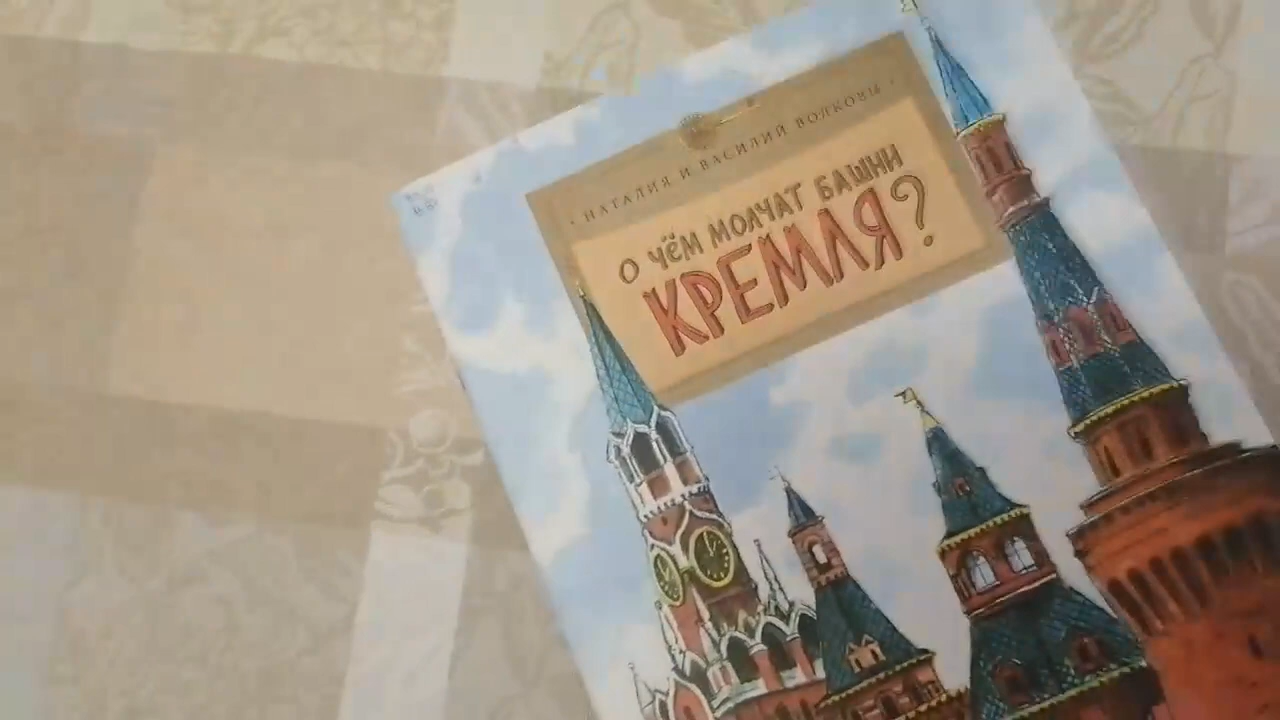 · НАТАЛИЯ И ВАСИЛИЙ ВОЛКОВЫ ·
О ЧЁМ МОЛЧАТ БАШНИ
КРЕМЛЯ?